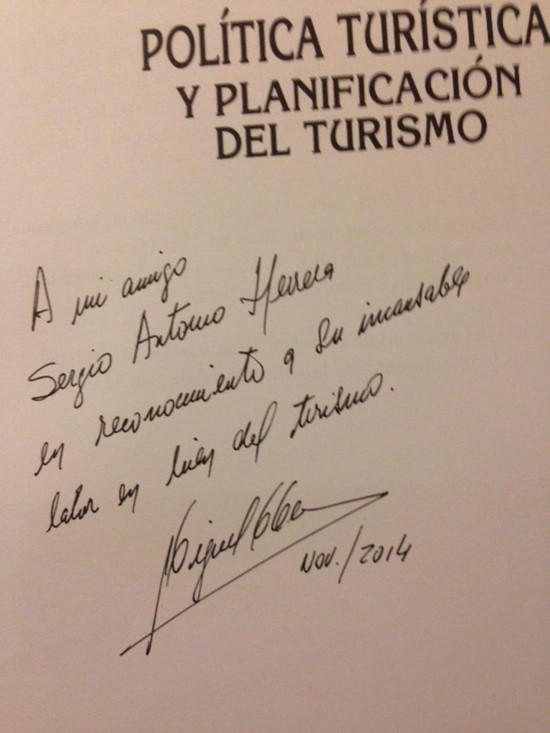 POLÍTICA TURÍSTICA
Y PLANIFICACIÓN
DEL TURISMO
A mi amigo
Sergio Antonio Herrera
en reconocimiento a su incansable
labor en bien del turismo.
Miguel
Nov./2014